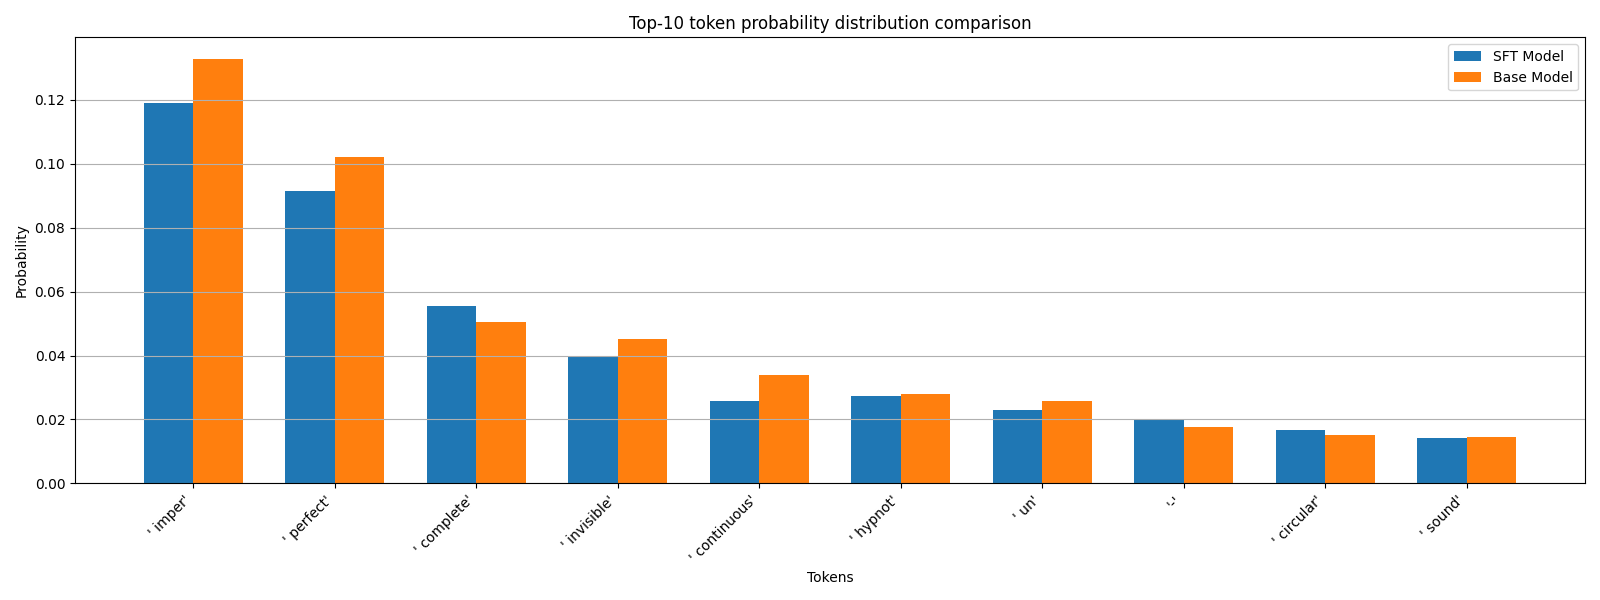 Top-10 token probability distribution comparison
SFT Model
Base Model
Probability
0.12
0.10
0.08
0.06
0.04
0.02
0.00
' imper'
' perfect'
' complete'
' invisible'
' continuous'
' hypnot'
' un'
'-'
' circular'
' sound'
Tokens